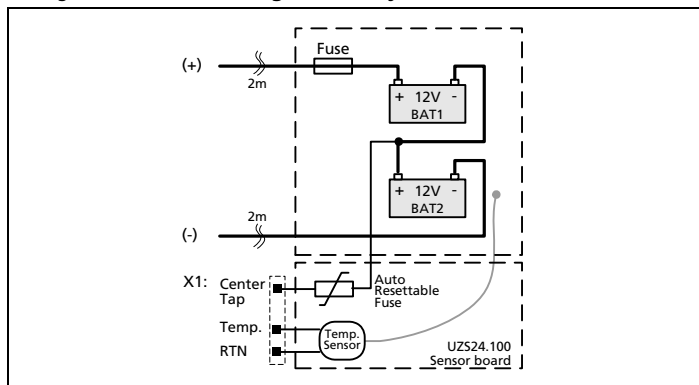 Fuse
(+)
2m
+ 12V -
BAT1
+ 12V -
BAT2
2m
(-)
X1: Center
Tap
Auto
Resettable
Fuse
Temp.
RTN
Temp.
Sensor
UZS24.100
Sensor board